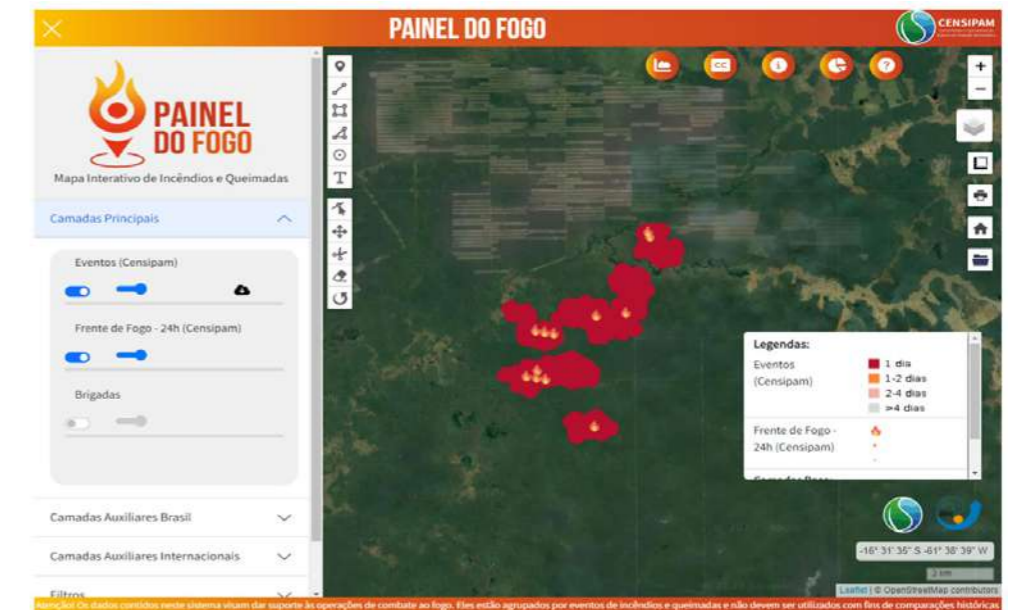 PAINEL DO FOGO
CENSIPAM
PAINEL
DO FOGO
Mapa Interativo de Incêndios e Queimadas
Camadas Principais
Eventos (Censipam)
Frente de Fogo - 24h (Censipam)
Brigadas
Camadas Auxiliares Brasil
Camadas Auxiliares Internacionais
Filtros
T
CC
i
?
+
−
Legendas:
Eventos
(Censipam)
1 dia
1-2 dias
2-4 dias
>4 dias
Frente de Fogo -
24h (Censipam)
Camadas Base:
-16° 31' 35" S -61° 38' 39" W
2 km
Leaflet | © OpenStreetMap contributors
Atenção! Os dados contidos neste sistema visam dar suporte às operações de combate ao fogo. Eles estão agrupados por eventos de incêndios e queimadas e não devem ser utilizados com fim de comparações históricas